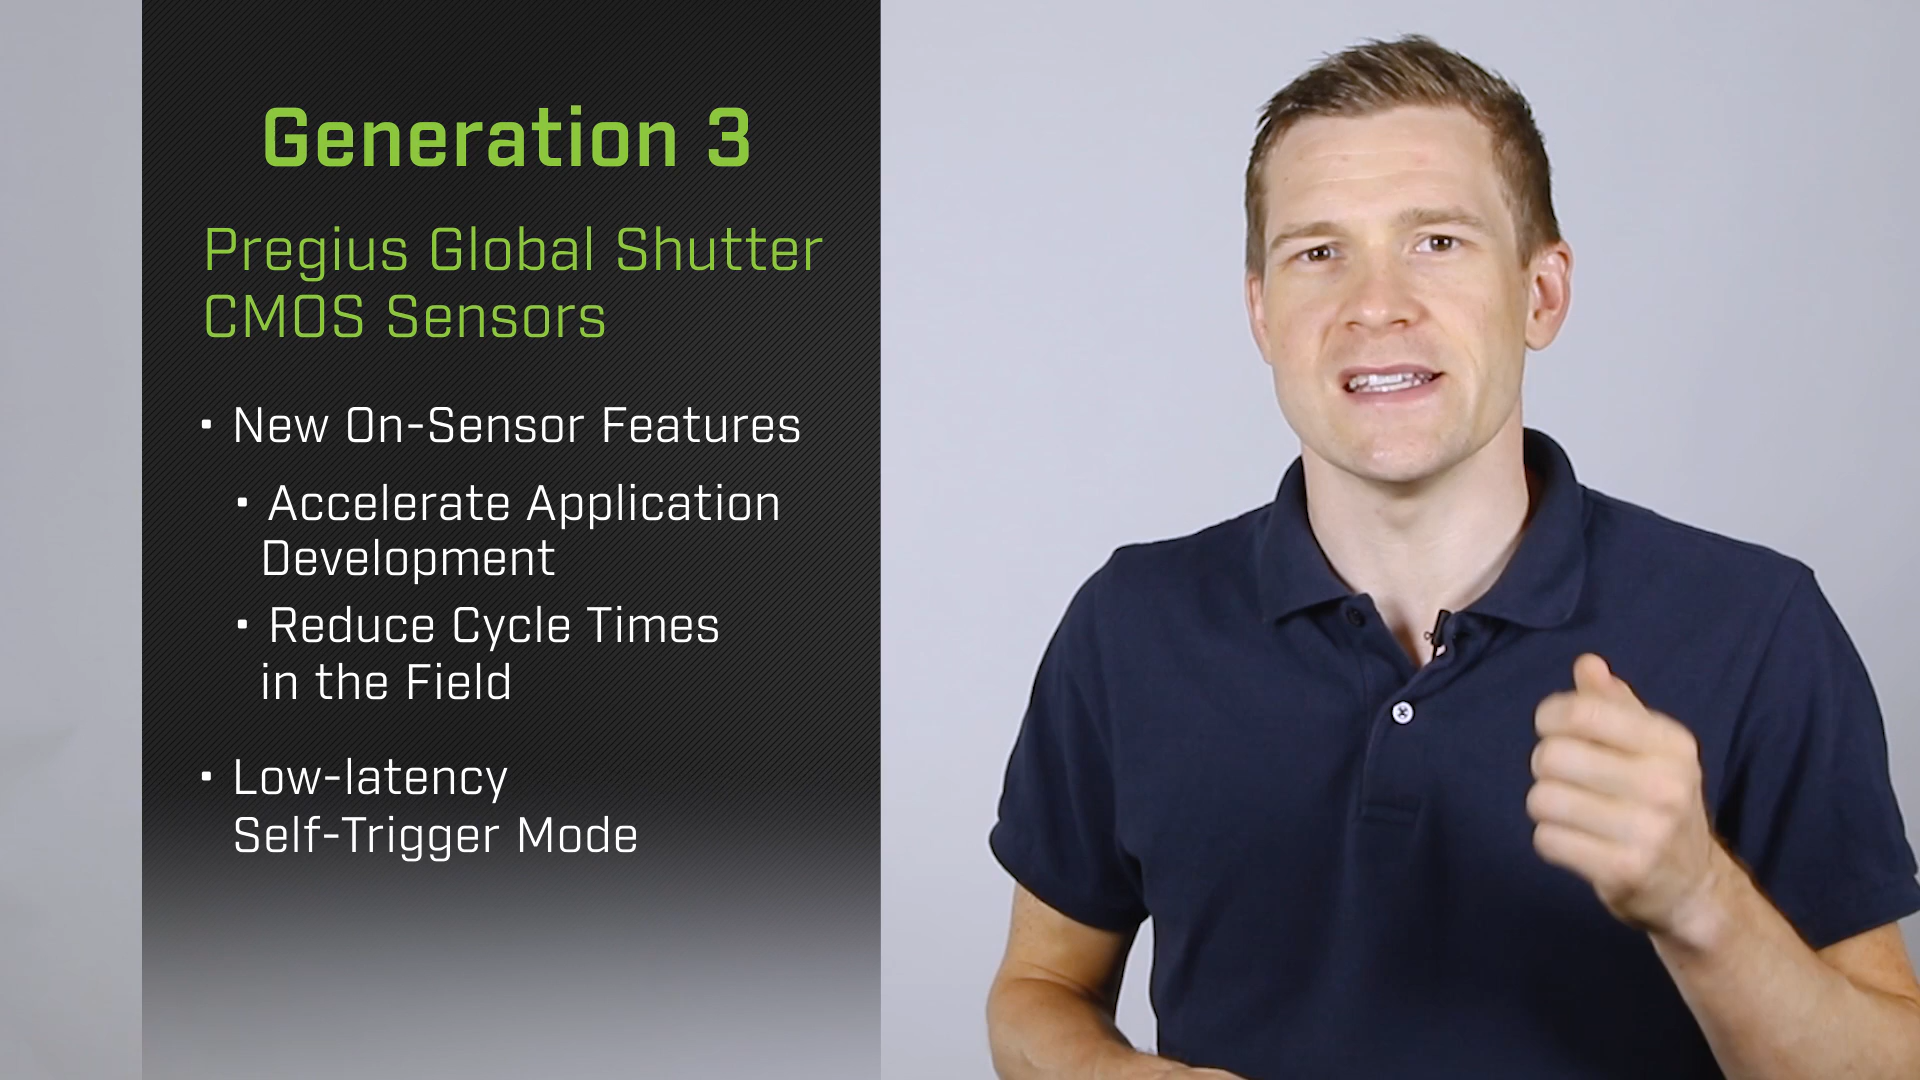 Generation 3
Pregius Global Shutter
CMOS Sensors
• New On-Sensor Features
• Accelerate Application
Development
• Reduce Cycle Times
in the Field
• Low-latency
Self-Trigger Mode